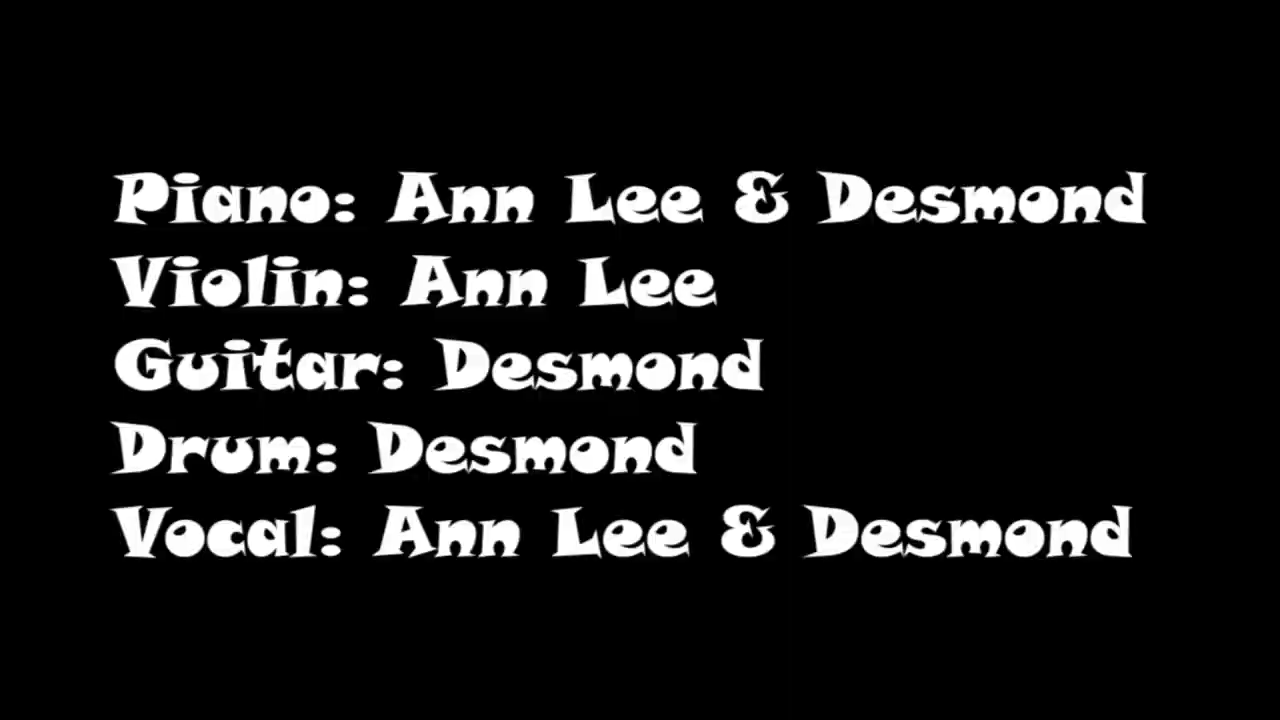 Piano: Ann Lee & Desmond
Violin: Ann Lee
Guitar: Desmond
Drum: Desmond
Vocal: Ann Lee & Desmond